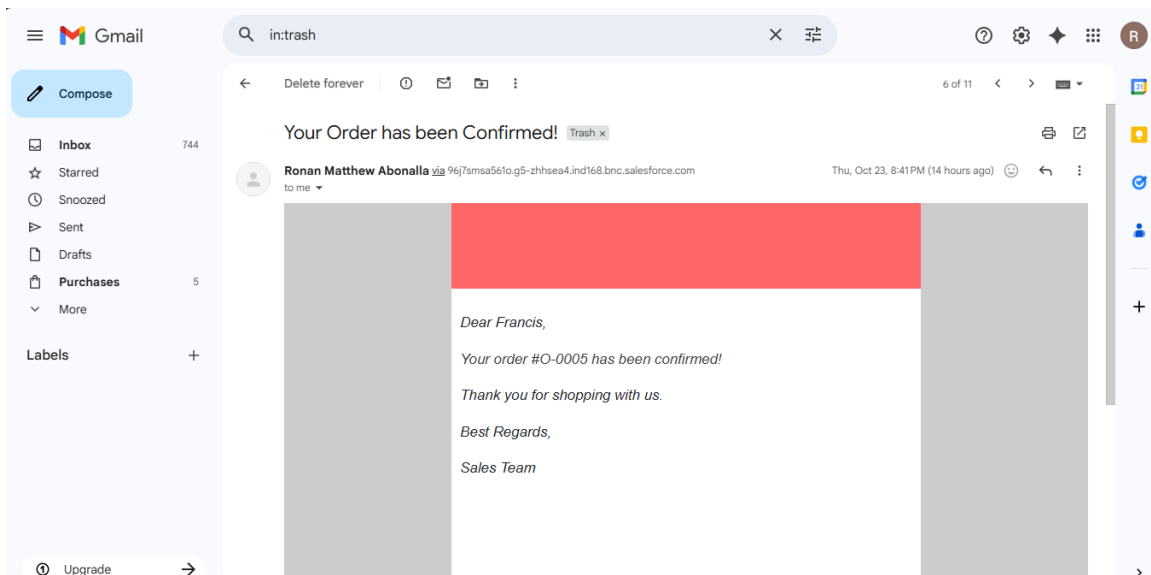 Gmail
in:trash
R
Compose
Delete forever
6 of 11
31
Your Order has been Confirmed! Trash x
Inbox 744
Ronan Matthew Abonalla via 96j7smsa561o.g5-zhhsea4.ind168.bnc.salesforce.com Thu, Oct 23, 8:41 PM (14 hours ago)
to me
Starred
Snoozed
Sent
Drafts
Purchases 5
More
Labels
Dear Francis,
Your order #O-0005 has been confirmed!
Thank you for shopping with us.
Best Regards,
Sales Team
1 Upgrade